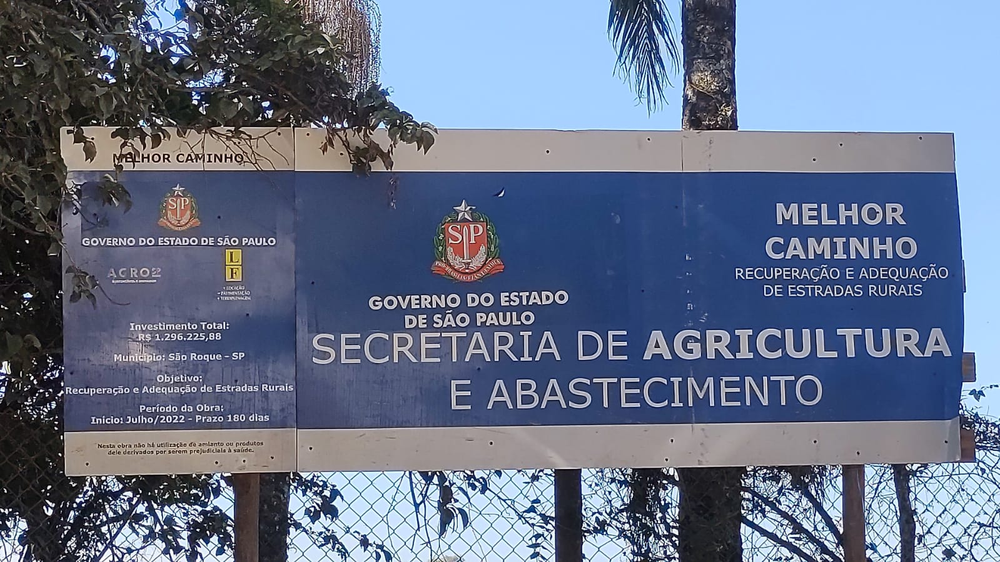 MELHOR CAMINHO
SP
GOVERNO DO ESTADO DE SÃO PAULO
AGRO
L
F
• LOCAÇÃO
• PAVIMENTAÇÃO
• TERRAPLENAGEM
Investimento Total:
R$ 1.296.225,88
Município: São Roque - SP
Objetivo:
Recuperação e Adequação de Estradas Rurais
Período da Obra:
Início: Julho/2022 - Prazo 180 dias
Nesta obra não há utilização de amianto ou produtos
dele derivados por serem prejudiciais à saúde.
SP
PRO BRASILIA FIANT EXIMIA
GOVERNO DO ESTADO
DE SÃO PAULO
SECRETARIA DE AGRICULTURA
E ABASTECIMENTO
MELHOR
CAMINHO
RECUPERAÇÃO E ADEQUAÇÃO
DE ESTRADAS RURAIS